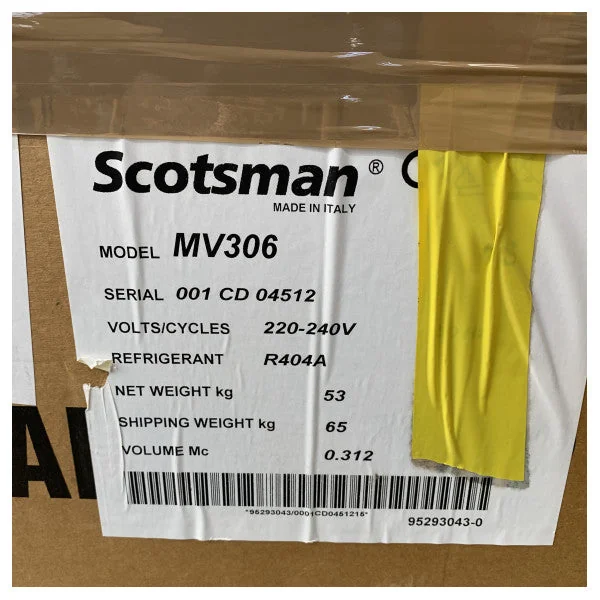 Scotsman®
MADE IN ITALY
MODEL MV306
SERIAL 001 CD 04512
VOLTS/CYCLES 220-240V
REFRIGERANT R404A
NET WEIGHT kg 53
SHIPPING WEIGHT kg 65
VOLUME Mc 0.312
*95293043/0001CD0451215*
95293043-0